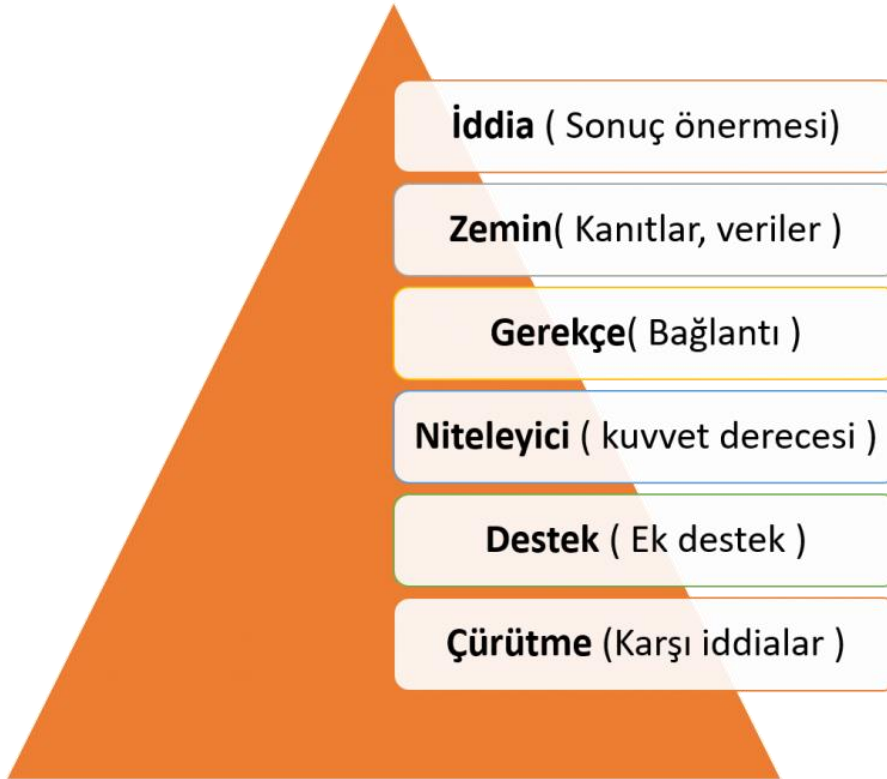 İddia ( Sonuç önermesi)
Zemin( Kanıtlar, veriler )
Gerekçe( Bağlantı )
Niteleyici ( kuvvet derecesi )
Destek ( Ek destek )
Çürütme (Karşı iddialar )